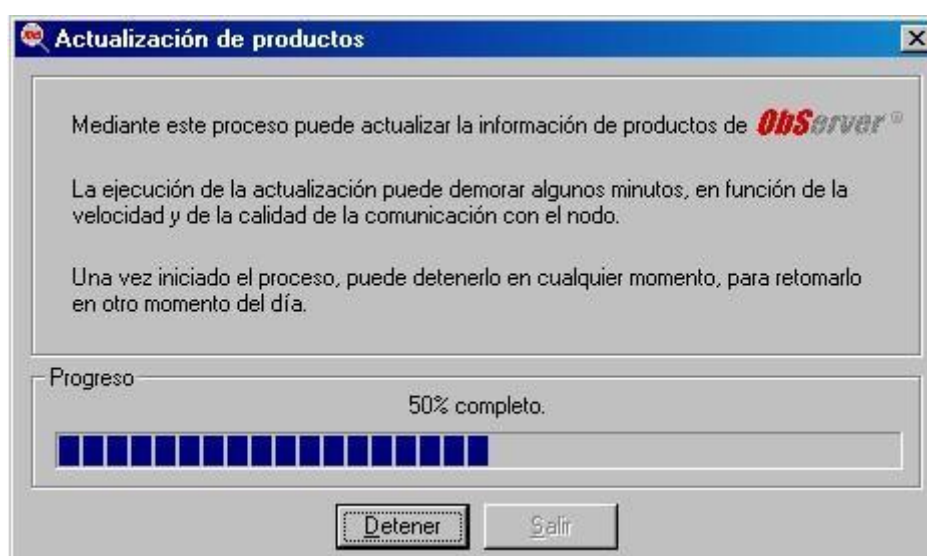 Actualización de productos
Mediante este proceso puede actualizar la información de productos de ObServer ®
La ejecución de la actualización puede demorar algunos minutos, en función de la
velocidad y de la calidad de la comunicación con el nodo.
Una vez iniciado el proceso, puede detenerlo en cualquier momento, para retomarlo
en otro momento del día.
Progreso
50% completo.
Detener Salir